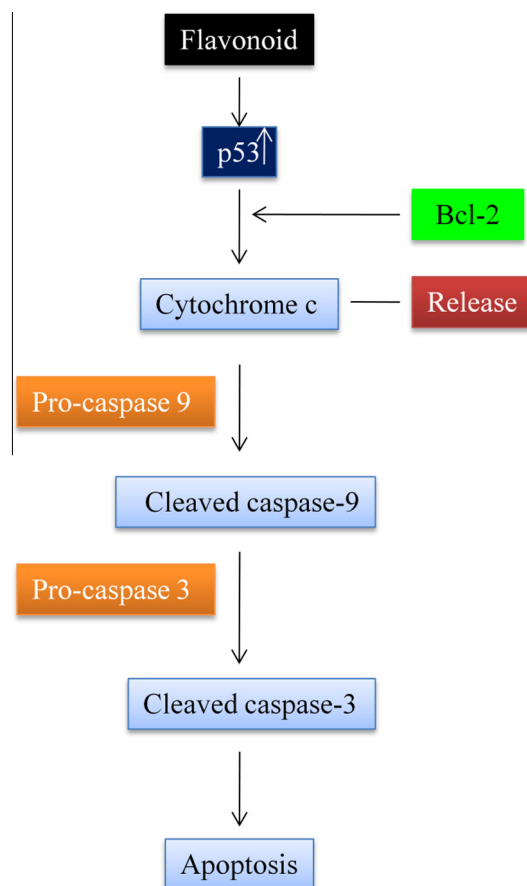 Flavonoid
p53↑
Bcl-2
Cytochrome c
Release
Pro-caspase 9
Cleaved caspase-9
Pro-caspase 3
Cleaved caspase-3
Apoptosis